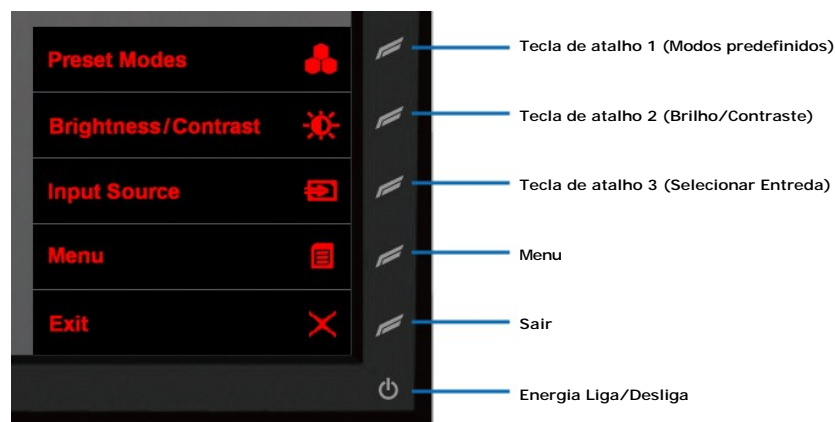 Preset Modes
Tecla de atalho 1 (Modos predefinidos)
Brightness/Contrast
Tecla de atalho 2 (Brilho/Contraste)
Input Source
Tecla de atalho 3 (Selecionar Entreda)
Menu
Menu
Exit
Sair
Energia Liga/Desliga